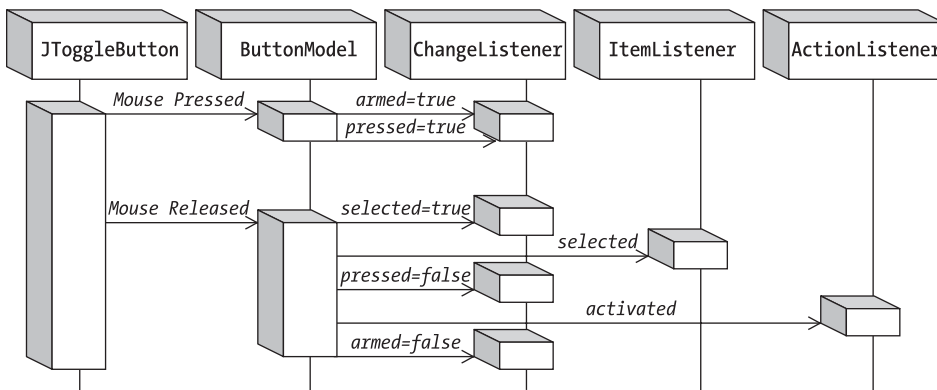 JToggleButton
ButtonModel
ChangeListener
ItemListener
ActionListener
Mouse Pressed
armed=true
pressed=true
Mouse Released
selected=true
selected
pressed=false
activated
armed=false